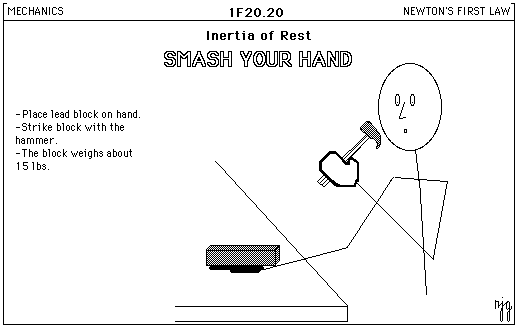 MECHANICS
1F20.20
NEWTON'S FIRST LAW
Inertia of Rest
SMASH YOUR HAND
-Place lead block on hand.
-Strike block with the
hammer.
-The block weighs about
15 lbs.
njg